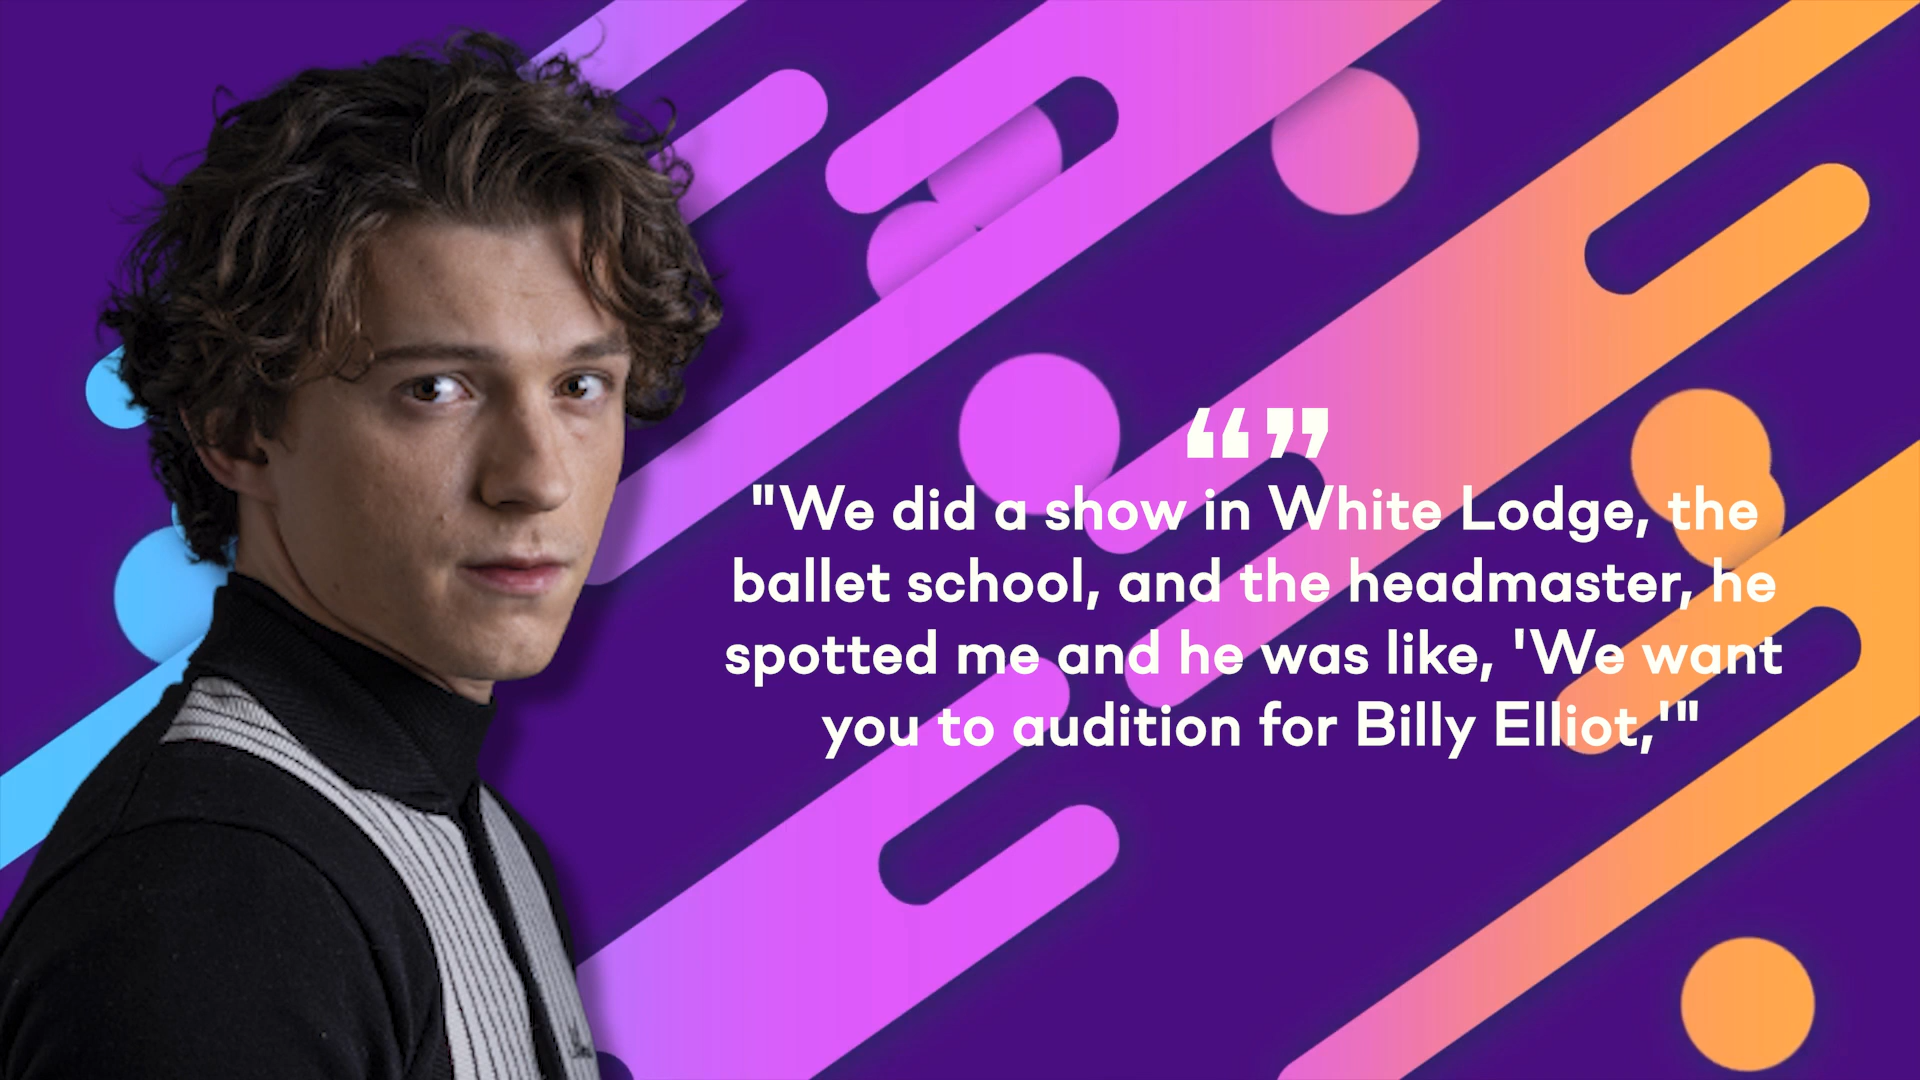 “”
"We did a show in White Lodge, the
ballet school, and the headmaster, he
spotted me and he was like, 'We want
you to audition for Billy Elliot,'"